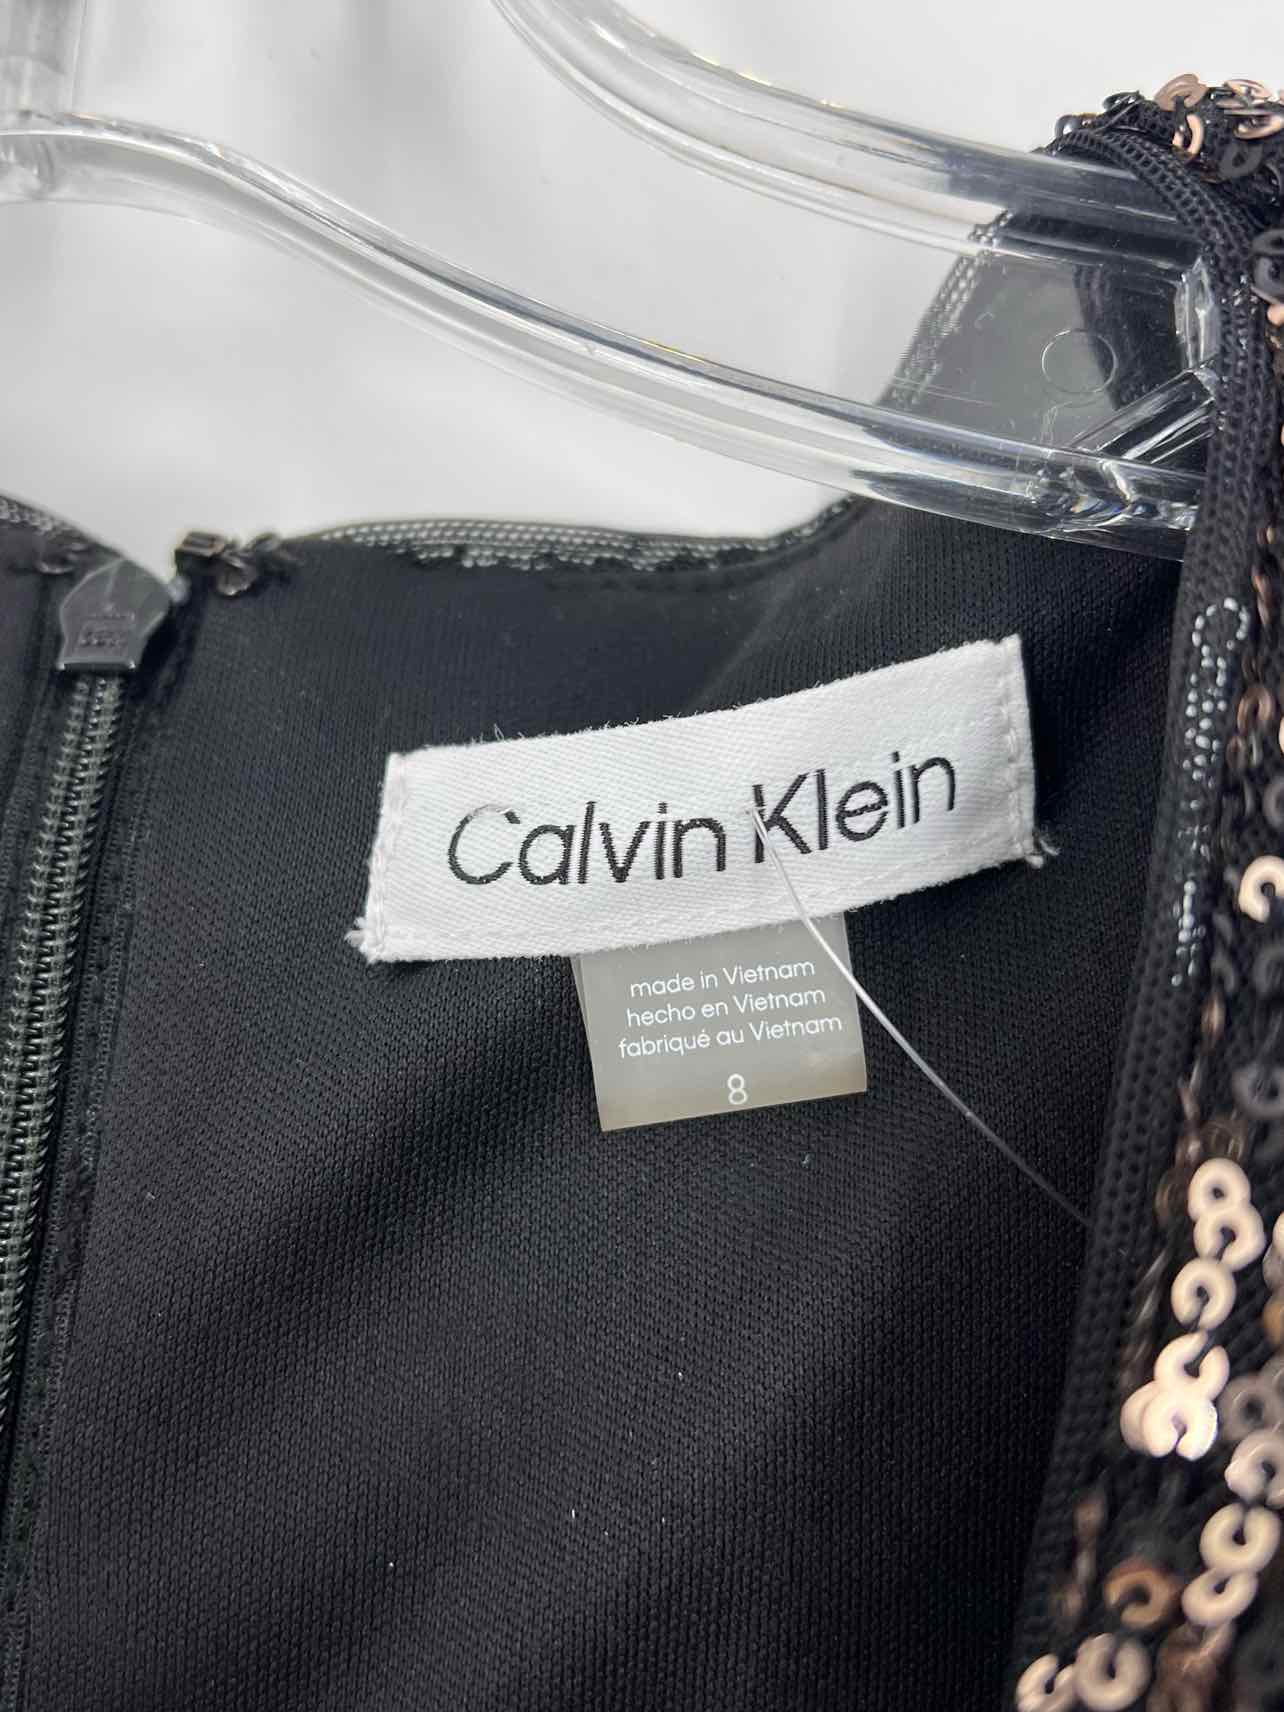 Calvin Klein
made in Vietnam
hecho en Vietnam
fabriqué au Vietnam
8